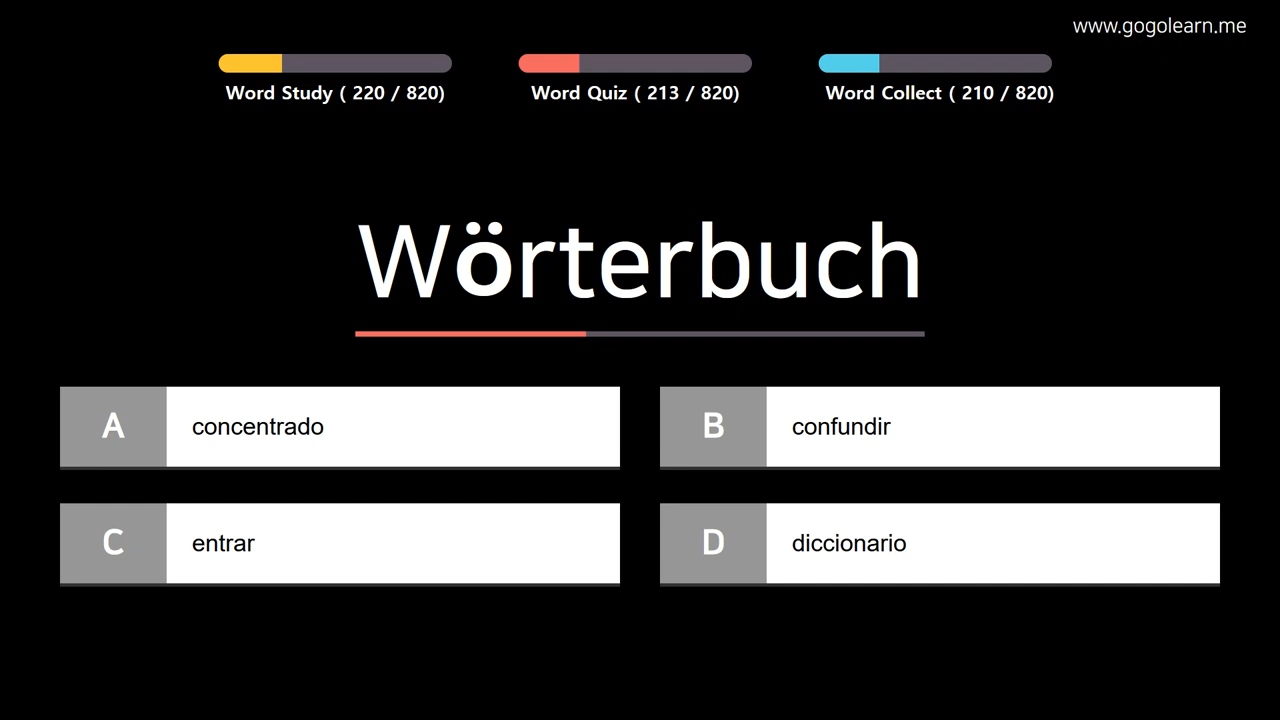 www.gogolearn.me
Word Study ( 220 / 820)
Word Quiz ( 213 / 820)
Word Collect ( 210 / 820)
Wörterbuch
A concentrado
B confundir
C entrar
D diccionario